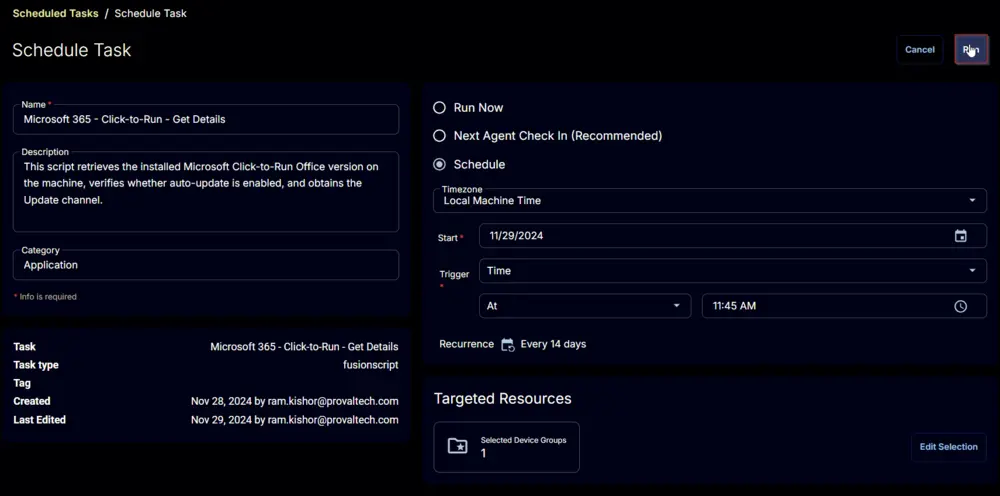 Scheduled Tasks / Schedule Task
Schedule Task
Cancel
Run
Name *
Microsoft 365 - Click-to-Run - Get Details
Description
This script retrieves the installed Microsoft Click-to-Run Office version on
the machine, verifies whether auto-update is enabled, and obtains the
Update channel.
Category
Application
* Info is required
Task Microsoft 365 - Click-to-Run - Get Details
Task type fusionscript
Tag
Created Nov 28, 2024 by ram.kishor@provaltech.com
Last Edited Nov 29, 2024 by ram.kishor@provaltech.com
Run Now
Next Agent Check In (Recommended)
Schedule
Timezone
Local Machine Time
Start * 11/29/2024
Trigger * Time
At 11:45 AM
Recurrence Every 14 days
Targeted Resources
Selected Device Groups
1
Edit Selection